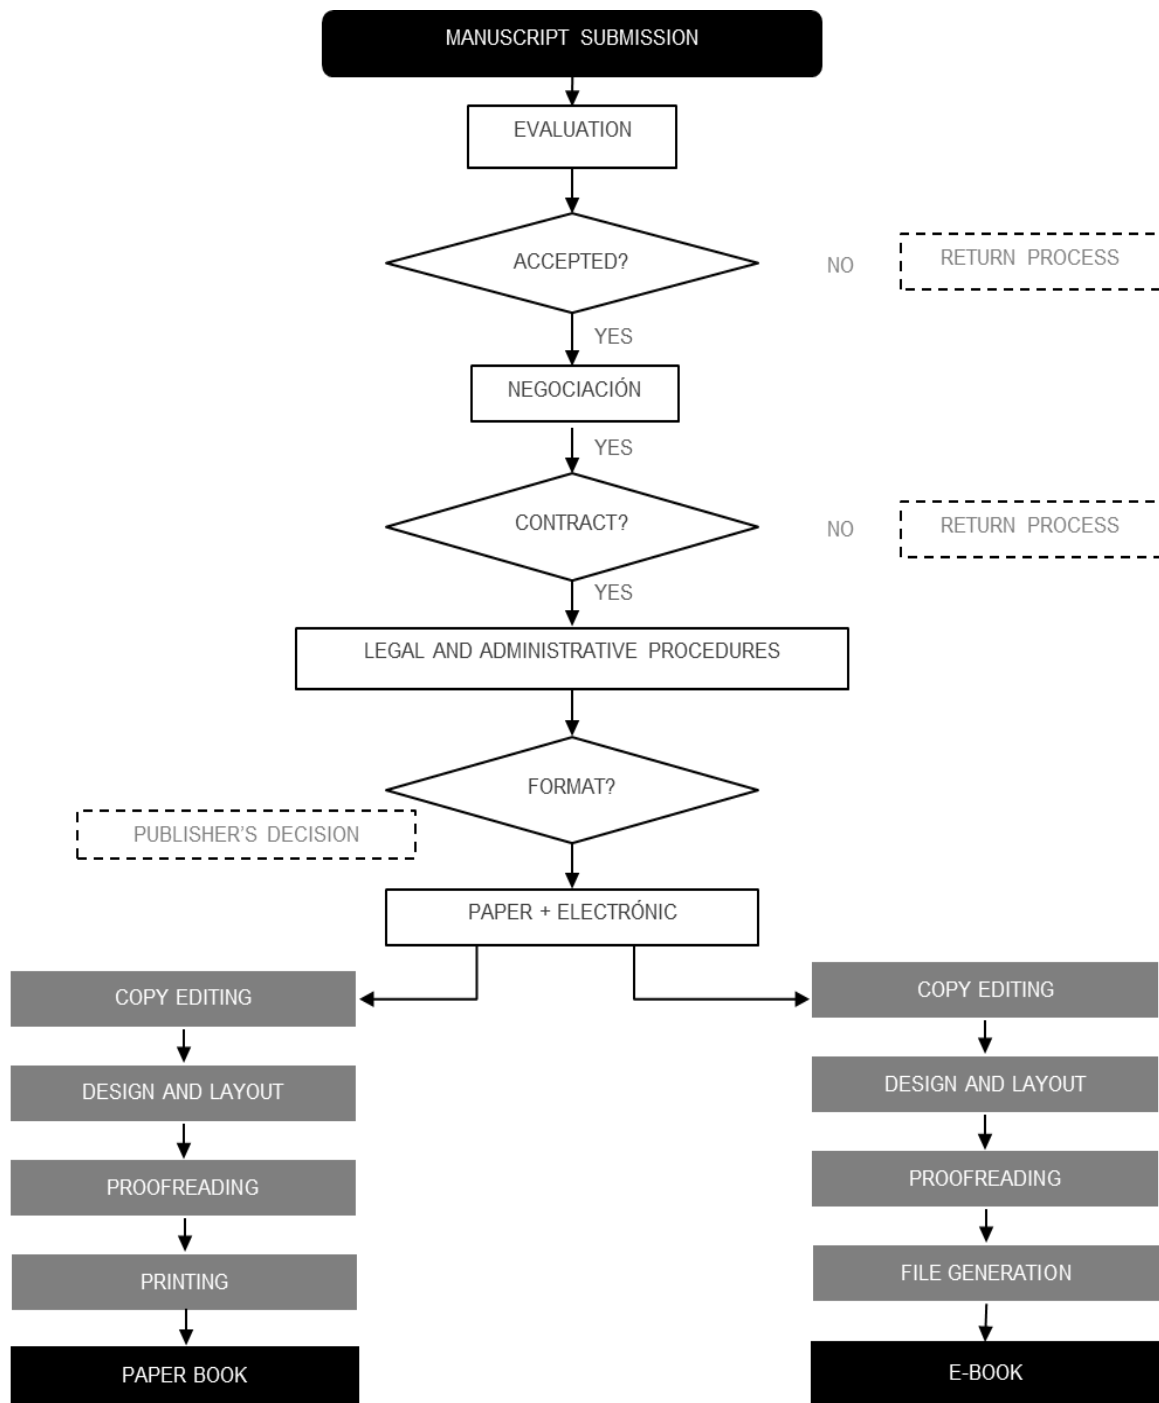 MANUSCRIPT SUBMISSION
EVALUATION
ACCEPTED?
NO
RETURN PROCESS
YES
NEGOCIACIÓN
YES
CONTRACT?
NO
RETURN PROCESS
YES
LEGAL AND ADMINISTRATIVE PROCEDURES
FORMAT?
PUBLISHER'S DECISION
PAPER + ELECTRÓNIC
COPY EDITING
DESIGN AND LAYOUT
PROOFREADING
PRINTING
PAPER BOOK
COPY EDITING
DESIGN AND LAYOUT
PROOFREADING
FILE GENERATION
E-BOOK